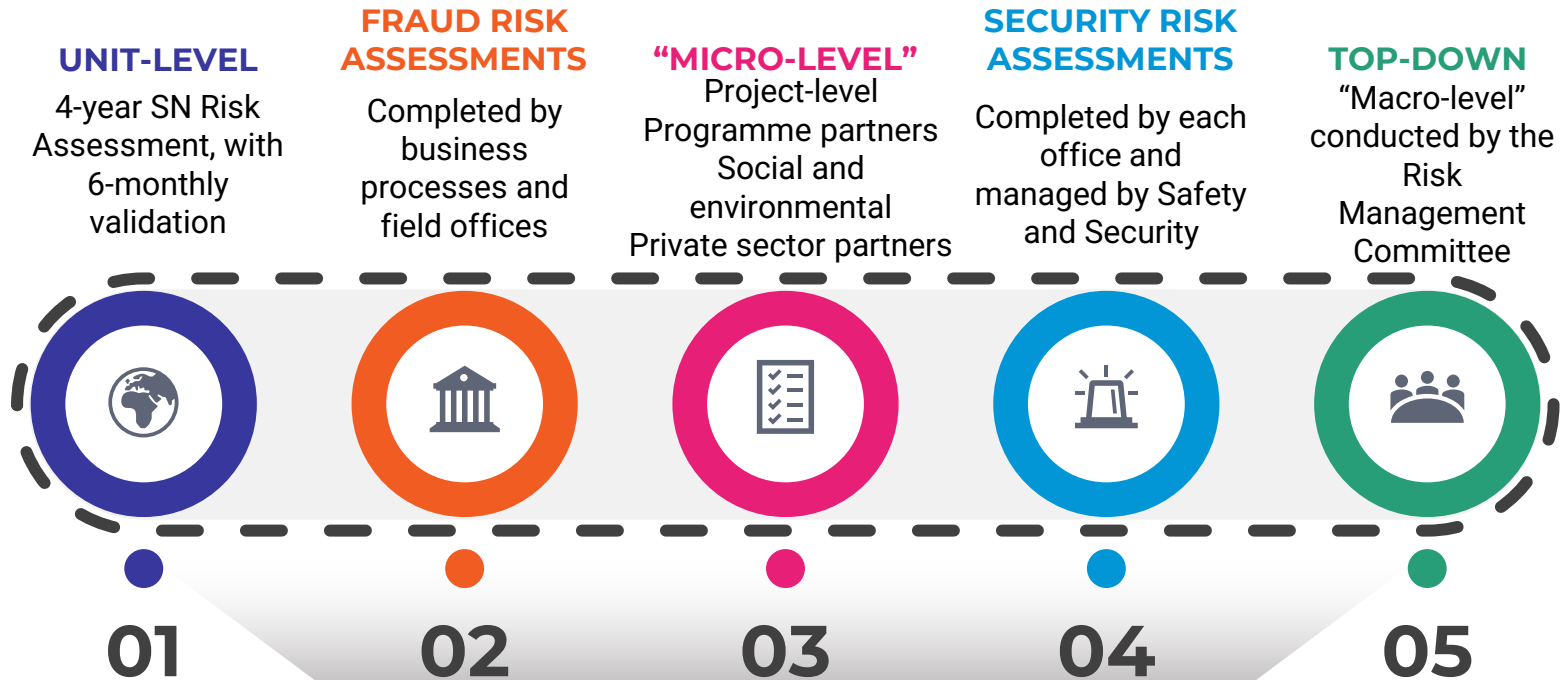 UNIT-LEVEL
4-year SN Risk
Assessment, with
6-monthly
validation
FRAUD RISK
ASSESSMENTS
Completed by
business
processes and
field offices
“MICRO-LEVEL”
Project-level
Programme partners
Social and
environmental
Private sector partners
SECURITY RISK
ASSESSMENTS
Completed by each
office and
managed by Safety
and Security
TOP-DOWN
“Macro-level”
conducted by the
Risk
Management
Committee
01
02
03
04
05